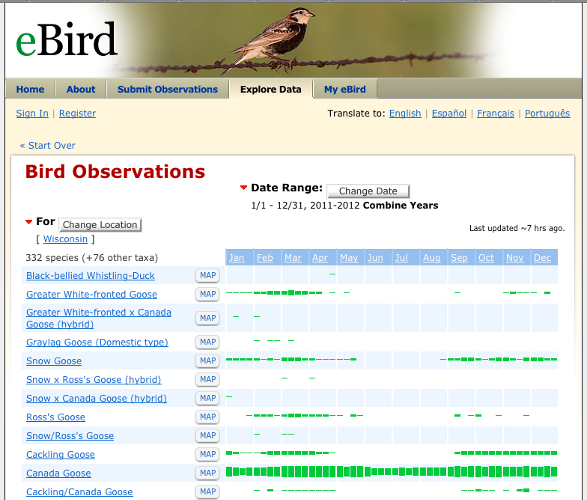 eBird
Home About Submit Observations Explore Data My eBird
Sign In | Register Translate to: English | Español | Français | Português
« Start Over
Bird Observations
Date Range: Change Date
1/1 - 12/31, 2011-2012 Combine Years
For Change Location
[ Wisconsin ]
Last updated ~7 hrs ago.
332 species (+76 other taxa) Jan Feb Mar Apr May Jun Jul Aug Sep Oct Nov Dec
Black-bellied Whistling-Duck MAP
Greater White-fronted Goose MAP
Greater White-fronted x Canada
Goose (hybrid) MAP
Graylag Goose (Domestic type) MAP
Snow Goose MAP
Snow x Ross's Goose (hybrid) MAP
Snow x Canada Goose (hybrid) MAP
Ross's Goose MAP
Snow/Ross's Goose MAP
Cackling Goose MAP
Canada Goose MAP
Cackling/Canada Goose MAP